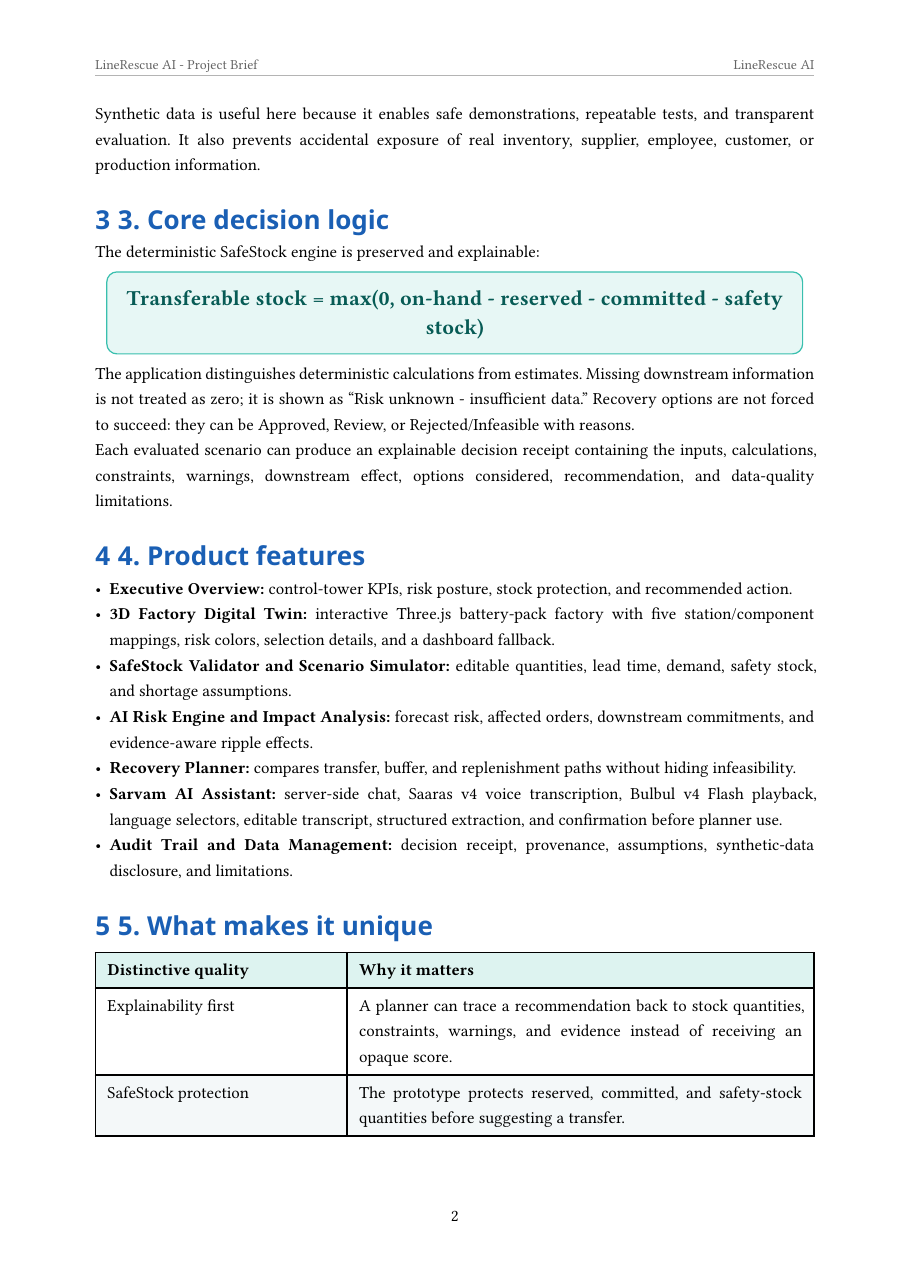 LineRescue AI - Project Brief LineRescue AI
Synthetic data is useful here because it enables safe demonstrations, repeatable tests, and transparent
evaluation. It also prevents accidental exposure of real inventory, supplier, employee, customer, or
production information.
3 3. Core decision logic
The deterministic SafeStock engine is preserved and explainable:
Transferable stock = max(0, on-hand - reserved - committed - safety
stock)
The application distinguishes deterministic calculations from estimates. Missing downstream information
is not treated as zero; it is shown as “Risk unknown - insufficient data.” Recovery options are not forced
to succeed: they can be Approved, Review, or Rejected/Infeasible with reasons.
Each evaluated scenario can produce an explainable decision receipt containing the inputs, calculations,
constraints, warnings, downstream effect, options considered, recommendation, and data-quality
limitations.
4 4. Product features
• Executive Overview: control-tower KPIs, risk posture, stock protection, and recommended action.
• 3D Factory Digital Twin: interactive Three.js battery-pack factory with five station/component
mappings, risk colors, selection details, and a dashboard fallback.
• SafeStock Validator and Scenario Simulator: editable quantities, lead time, demand, safety stock,
and shortage assumptions.
• AI Risk Engine and Impact Analysis: forecast risk, affected orders, downstream commitments, and
evidence-aware ripple effects.
• Recovery Planner: compares transfer, buffer, and replenishment paths without hiding infeasibility.
• Sarvam AI Assistant: server-side chat, Saaras v4 voice transcription, Bulbul v4 Flash playback,
language selectors, editable transcript, structured extraction, and confirmation before planner use.
• Audit Trail and Data Management: decision receipt, provenance, assumptions, synthetic-data
disclosure, and limitations.
5 5. What makes it unique
Distinctive quality Why it matters
Explainability first A planner can trace a recommendation back to stock quantities,
constraints, warnings, and evidence instead of receiving an
opaque score.
SafeStock protection The prototype protects reserved, committed, and safety-stock
quantities before suggesting a transfer.
2